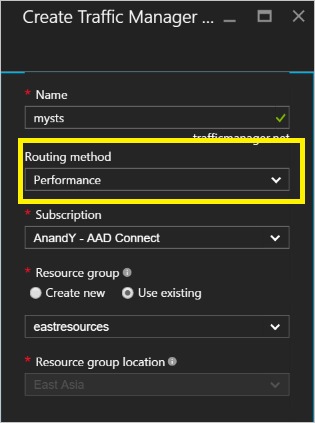 Create Traffic Manager ...
* Name
mysts
.trafficmanager.net
Routing method
Performance
* Subscription
AnandY - AAD Connect
* Resource group
Create new Use existing
eastresources
* Resource group location
East Asia